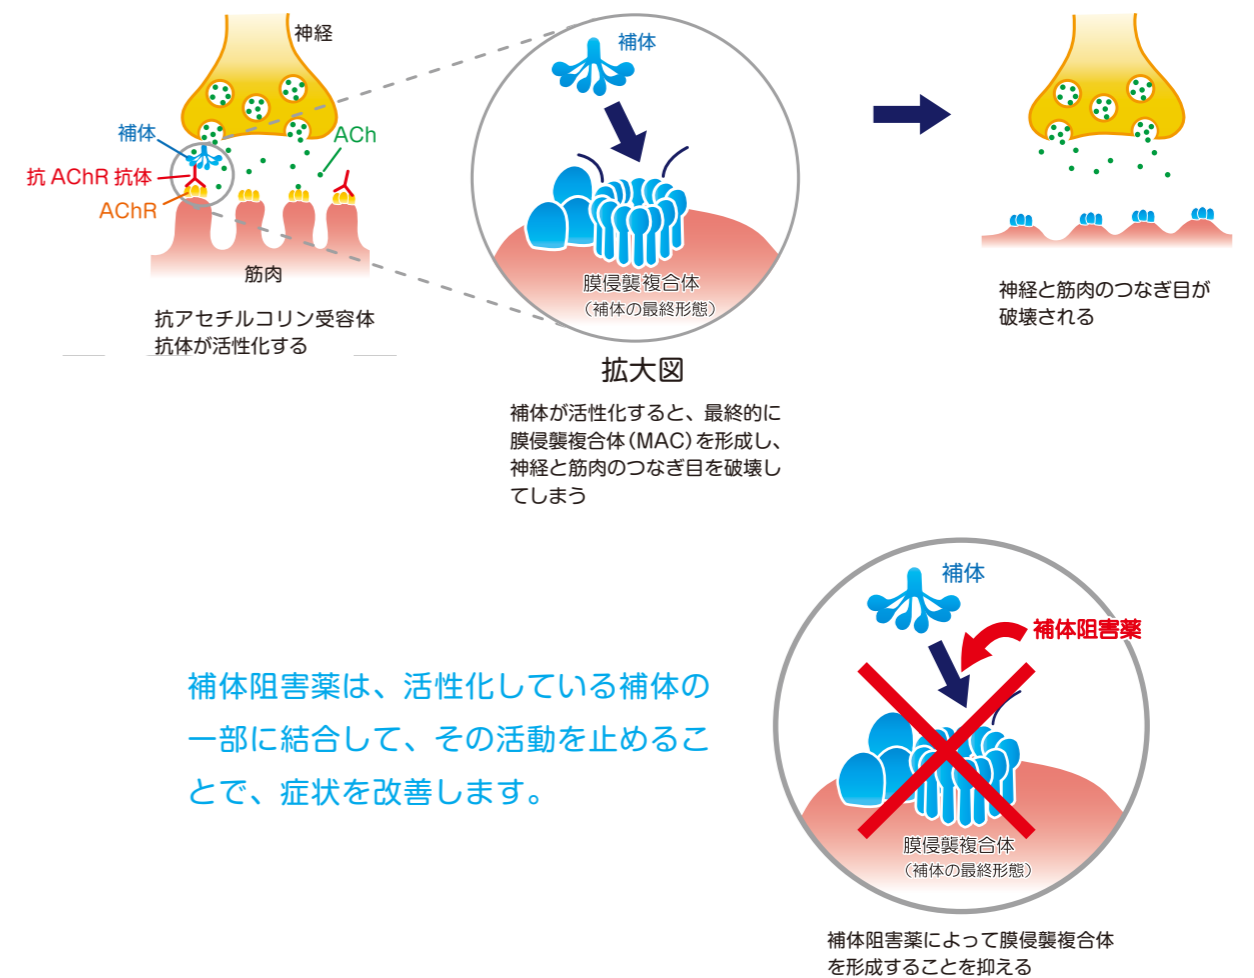 神経
補体
ACh
抗 AChR 抗体
AChR
筋肉
抗アセチルコリン受容体
抗体が活性化する
補体
膜侵襲複合体
（補体の最終形態）
拡大図
補体が活性化すると、最終的に
膜侵襲複合体（MAC）を形成し、
神経と筋肉のつなぎ目を破壊し
てしまう
神経と筋肉のつなぎ目が
破壊される
補体阻害薬は、活性化している補体の
一部に結合して、その活動を止めるこ
とで、症状を改善します。
補体
補体阻害薬
膜侵襲複合体
（補体の最終形態）
補体阻害薬によって膜侵襲複合体
を形成することを抑える